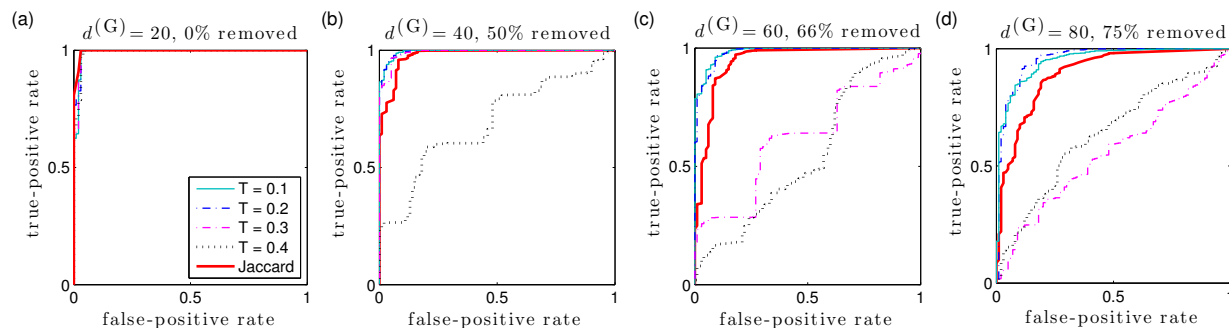 (a)
d(G) = 20, 0% removed
true-positive rate
1
0.5
0
0
0.5
1
false-positive rate
T = 0.1
T = 0.2
T = 0.3
T = 0.4
Jaccard
(b)
d(G) = 40, 50% removed
true-positive rate
1
0.5
0
0
0.5
1
false-positive rate
(c)
d(G) = 60, 66% removed
true-positive rate
1
0.5
0
0
0.5
1
false-positive rate
(d)
d(G) = 80, 75% removed
true-positive rate
1
0.5
0
0
0.5
1
false-positive rate